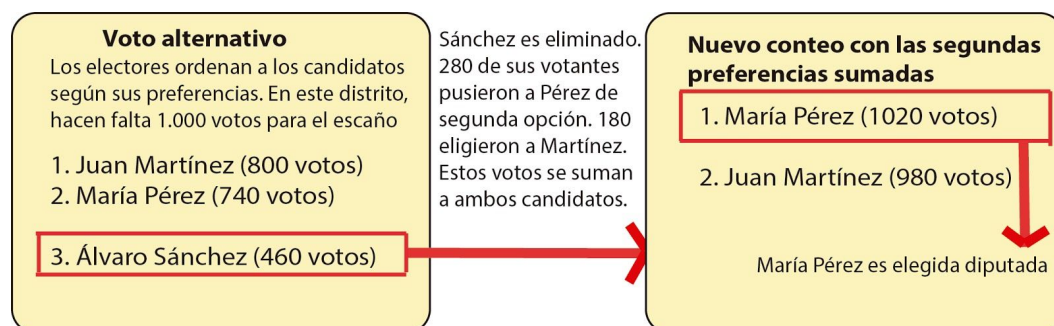 Voto alternativo
Los electores ordenan a los candidatos
según sus preferencias. En este distrito,
hacen falta 1.000 votos para el escaño
1. Juan Martínez (800 votos)
2. María Pérez (740 votos)
3. Álvaro Sánchez (460 votos)
Sánchez es eliminado.
280 de sus votantes
pusieron a Pérez de
segunda opción. 180
eligieron a Martínez.
Estos votos se suman
a ambos candidatos.
Nuevo conteo con las segundas
preferencias sumadas
1. María Pérez (1020 votos)
2. Juan Martínez (980 votos)
María Pérez es elegida diputada